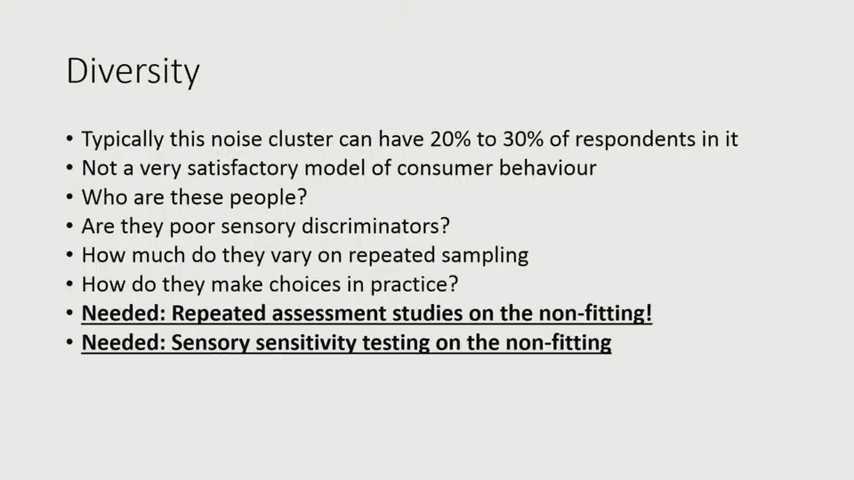 Diversity
• Typically this noise cluster can have 20% to 30% of respondents in it
• Not a very satisfactory model of consumer behaviour
• Who are these people?
• Are they poor sensory discriminators?
• How much do they vary on repeated sampling
• How do they make choices in practice?
• Needed: Repeated assessment studies on the non-fitting!
• Needed: Sensory sensitivity testing on the non-fitting